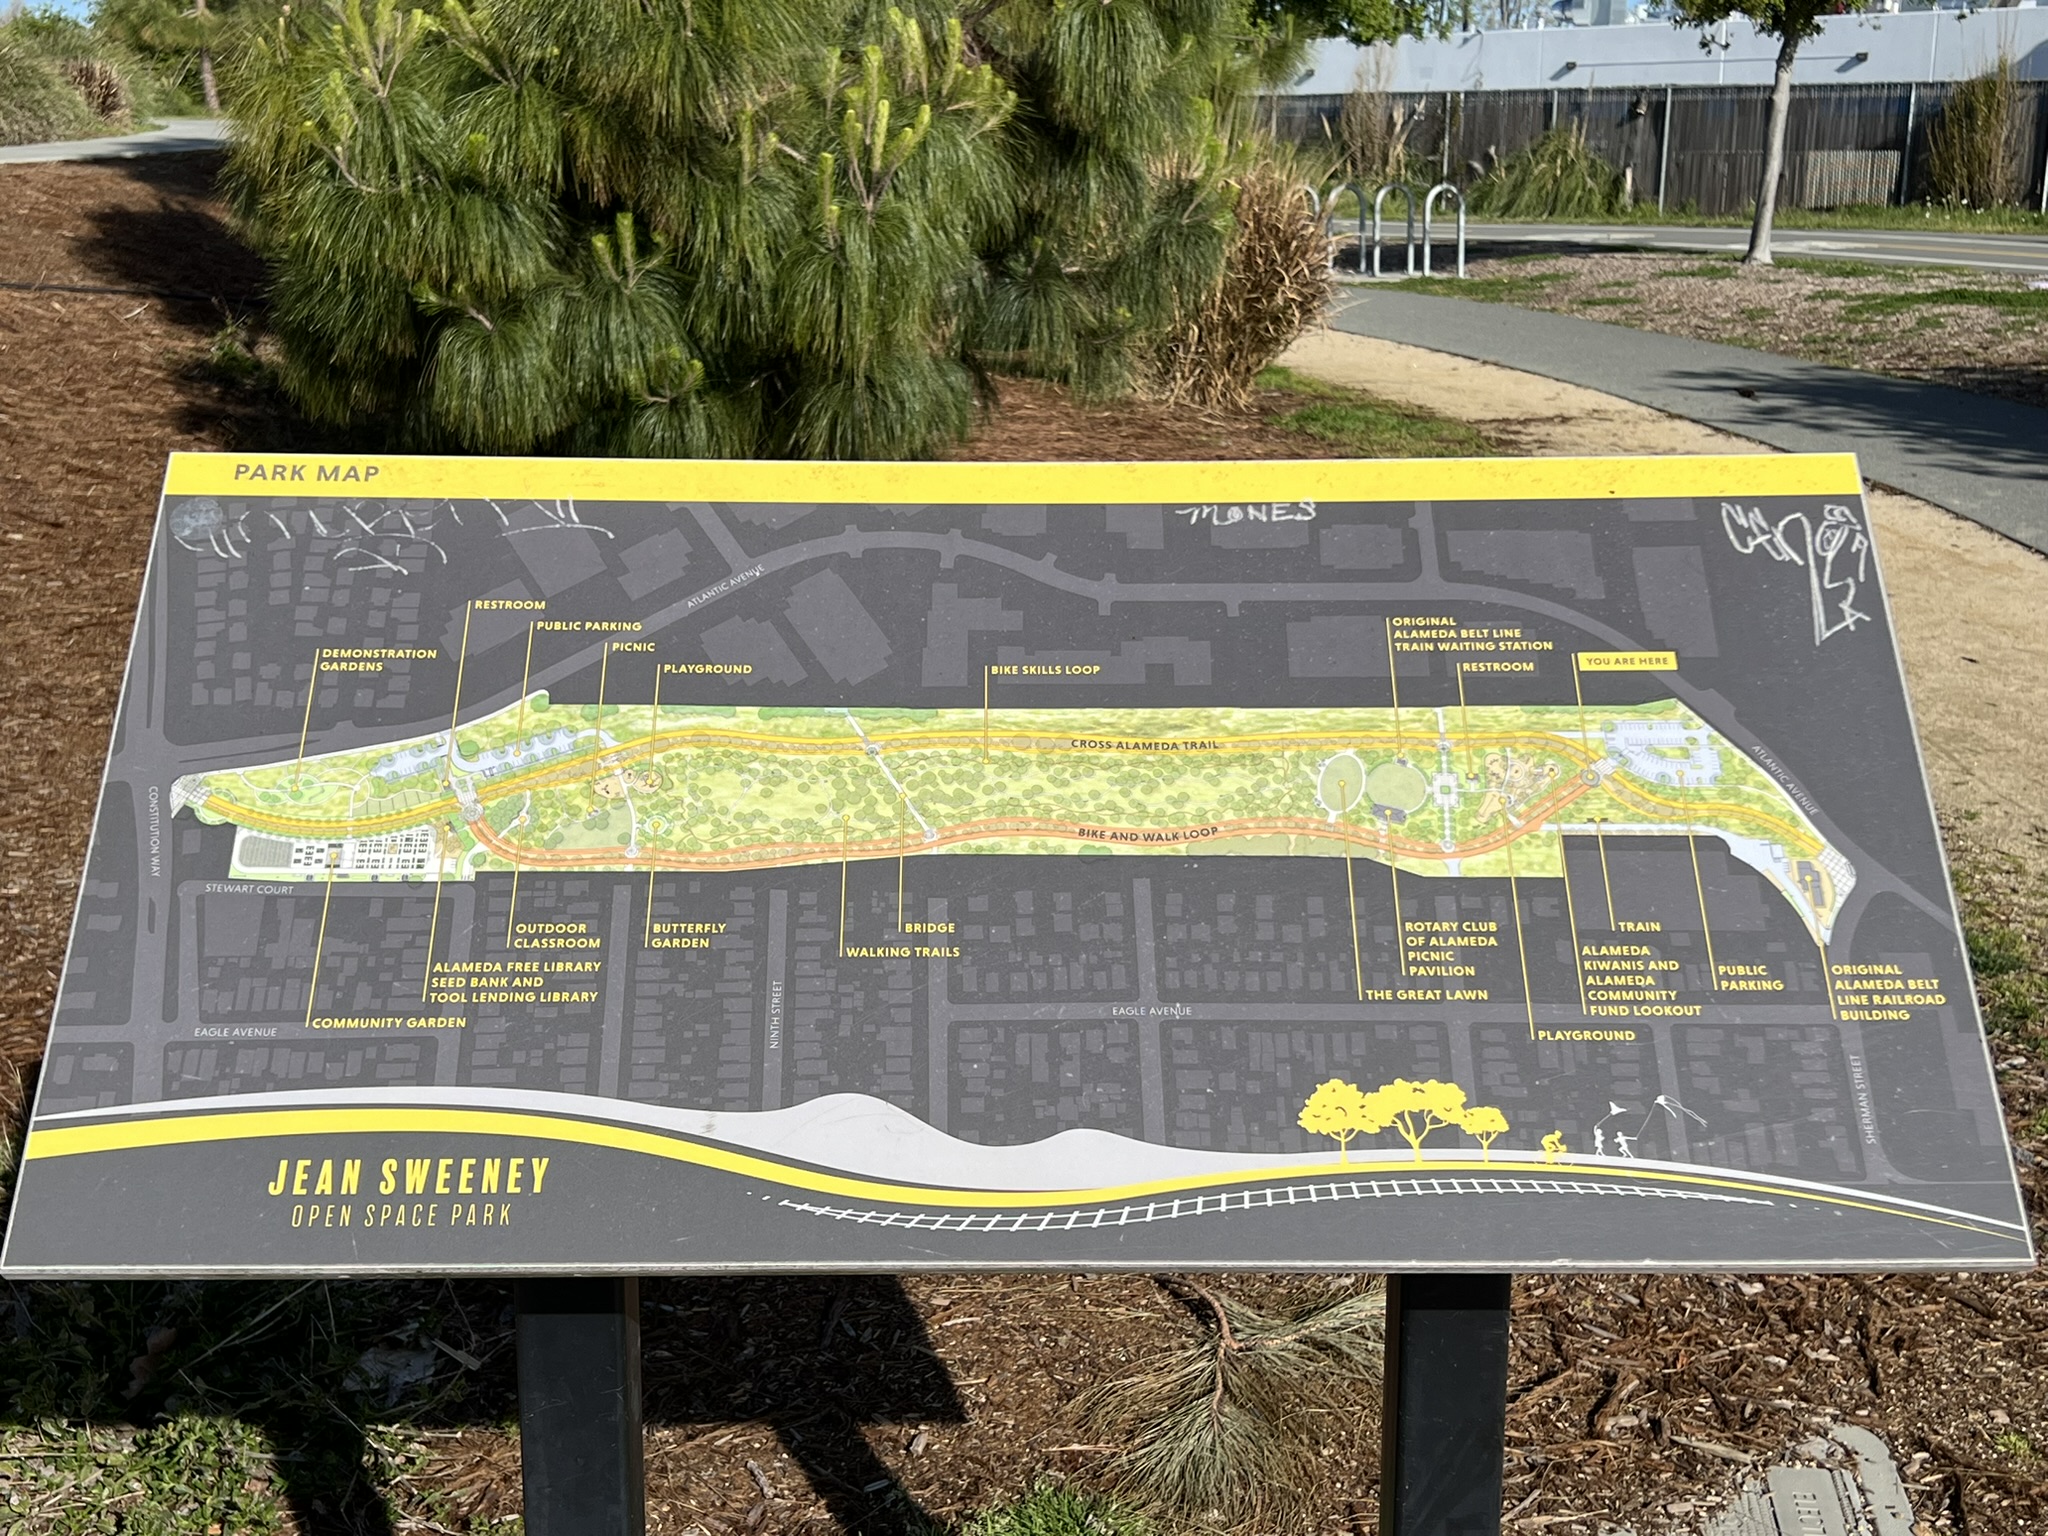 PARK MAP
MONES
ATLANTIC AVENUE
RESTROOM
PUBLIC PARKING
PICNIC
PLAYGROUND
DEMONSTRATION
GARDENS
BIKE SKILLS LOOP
ORIGINAL
ALAMEDA BELT LINE
TRAIN WAITING STATION
RESTROOM
YOU ARE HERE
CROSS ALAMEDA TRAIL
BIKE AND WALK LOOP
ATLANTIC AVENUE
CONSTITUTION WAY
STEWART COURT
OUTDOOR
CLASSROOM
BUTTERFLY
GARDEN
BRIDGE
WALKING TRAILS
ALAMEDA FREE LIBRARY
SEED BANK AND
TOOL LENDING LIBRARY
COMMUNITY GARDEN
ROTARY CLUB
OF ALAMEDA
PICNIC
PAVILION
THE GREAT LAWN
TRAIN
ALAMEDA
KIWANIS AND
ALAMEDA
COMMUNITY
FUND LOOKOUT
PLAYGROUND
PUBLIC
PARKING
ORIGINAL
ALAMEDA BELT
LINE RAILROAD
BUILDING
EAGLE AVENUE
NINTH STREET
EAGLE AVENUE
SHERMAN STREET
JEAN SWEENEY
OPEN SPACE PARK